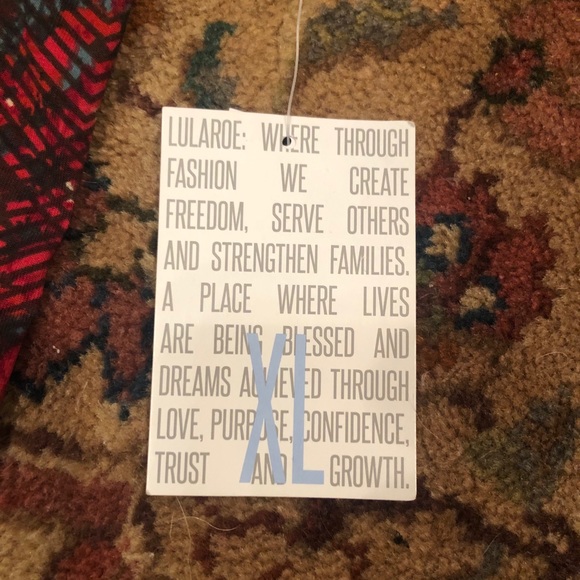 LULAROE: WHERE THROUGH
FASHION WE CREATE
FREEDOM, SERVE OTHERS
AND STRENGTHEN FAMILIES.
A PLACE WHERE LIVES
ARE BEING BLESSED AND
DREAMS ACHIEVED THROUGH
LOVE, PURPOSE, CONFIDENCE,
TRUST AND GROWTH.
XL